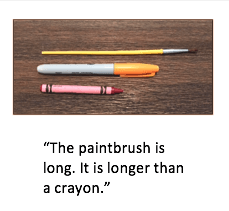 “The paintbrush is
long. It is longer than
a crayon.”